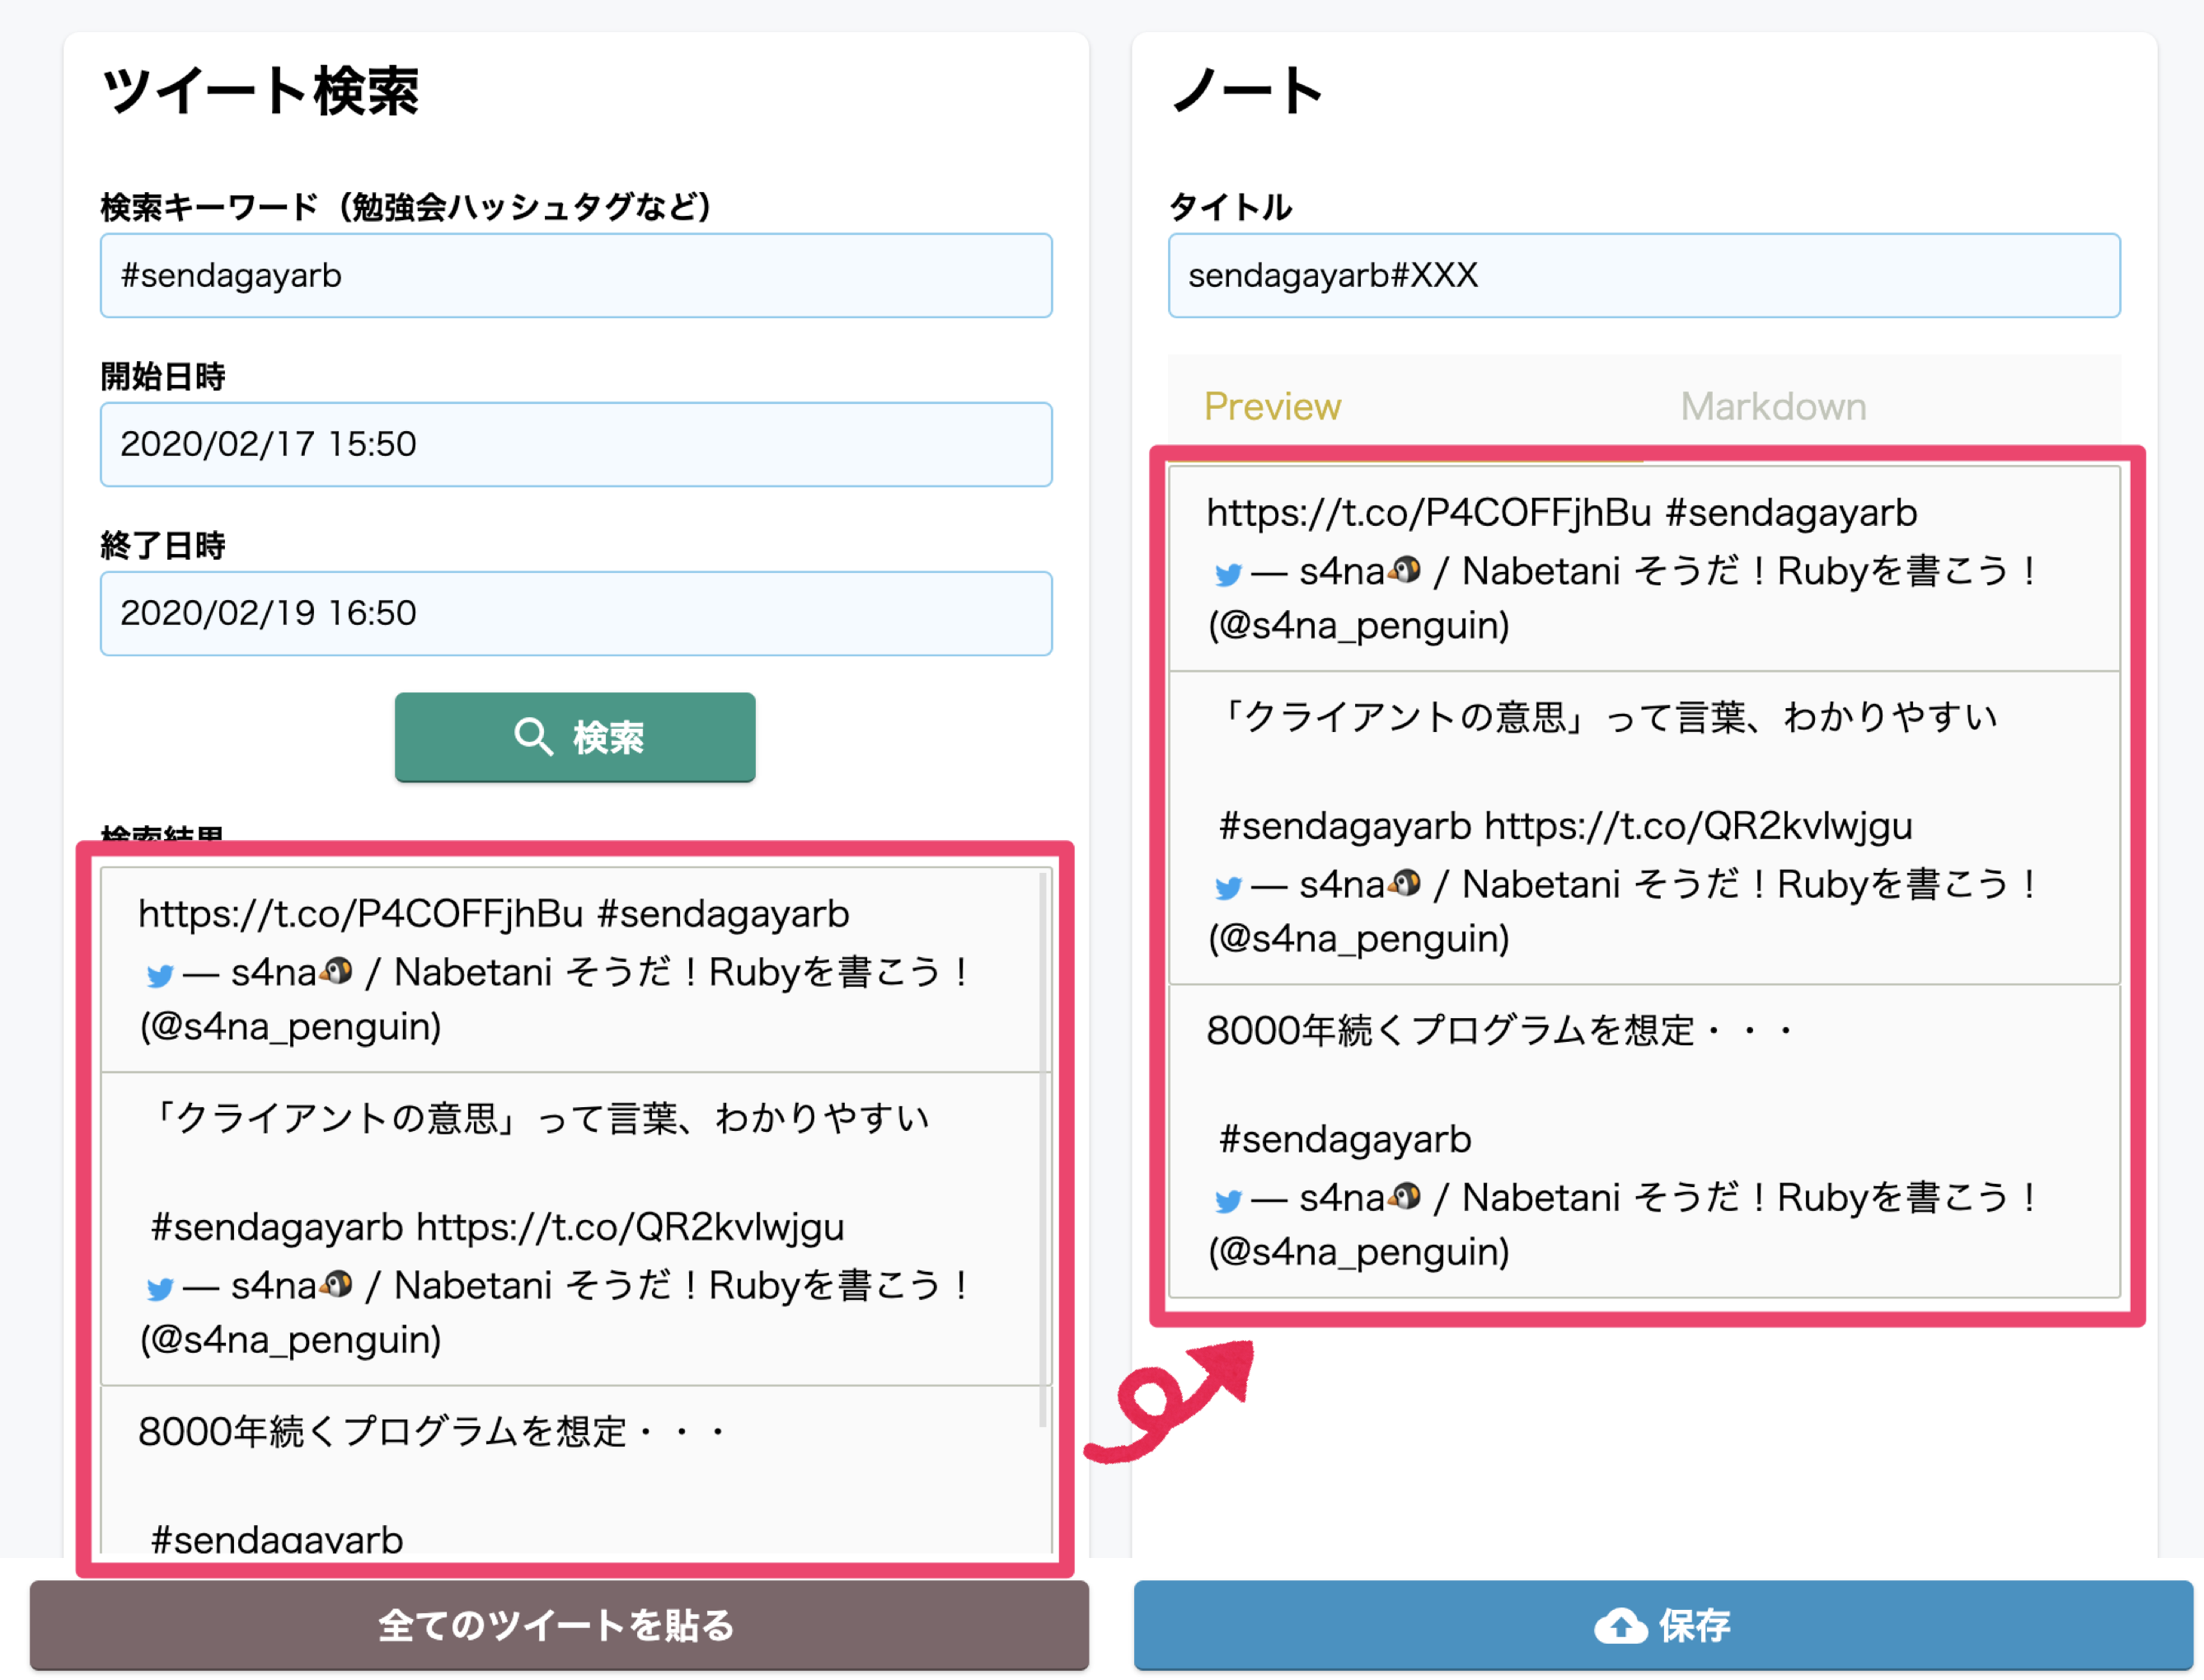 ツイート検索
検索キーワード（勉強会ハッシュタグなど）
#sendagayarb
開始日時
2020/02/17 15:50
終了日時
2020/02/19 16:50
検索
検索結果
https://t.co/P4COFFjhBu #sendagayarb
— s4na🐧 / Nabetani そうだ！Rubyを書こう！
(@s4na_penguin)
「クライアントの意思」って言葉、わかりやすい
#sendagayarb https://t.co/QR2kvlwjgu
— s4na🐧 / Nabetani そうだ！Rubyを書こう！
(@s4na_penguin)
8000年続くプログラムを想定・・・
#sendagayarb
全てのツイートを貼る
ノート
タイトル
sendagayarb#XXX
Preview
Markdown
https://t.co/P4COFFjhBu #sendagayarb
— s4na🐧 / Nabetani そうだ！Rubyを書こう！
(@s4na_penguin)
「クライアントの意思」って言葉、わかりやすい
#sendagayarb https://t.co/QR2kvlwjgu
— s4na🐧 / Nabetani そうだ！Rubyを書こう！
(@s4na_penguin)
8000年続くプログラムを想定・・・
#sendagayarb
— s4na🐧 / Nabetani そうだ！Rubyを書こう！
(@s4na_penguin)
保存